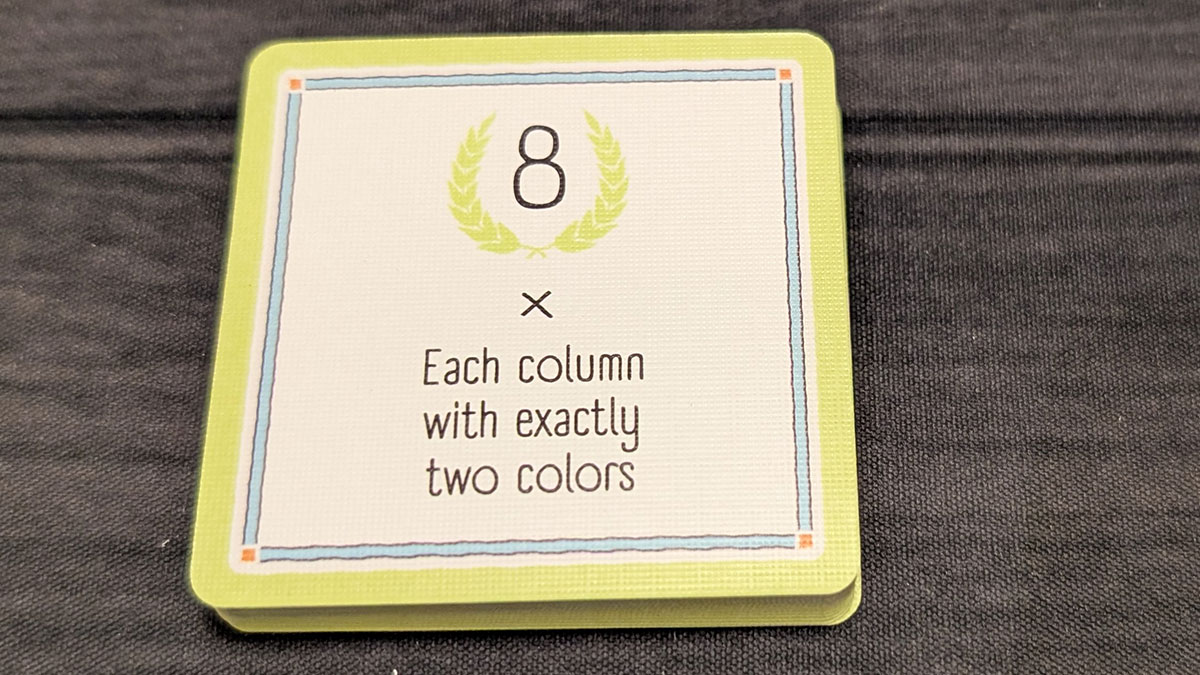 8
×
Each column
with exactly
two colors